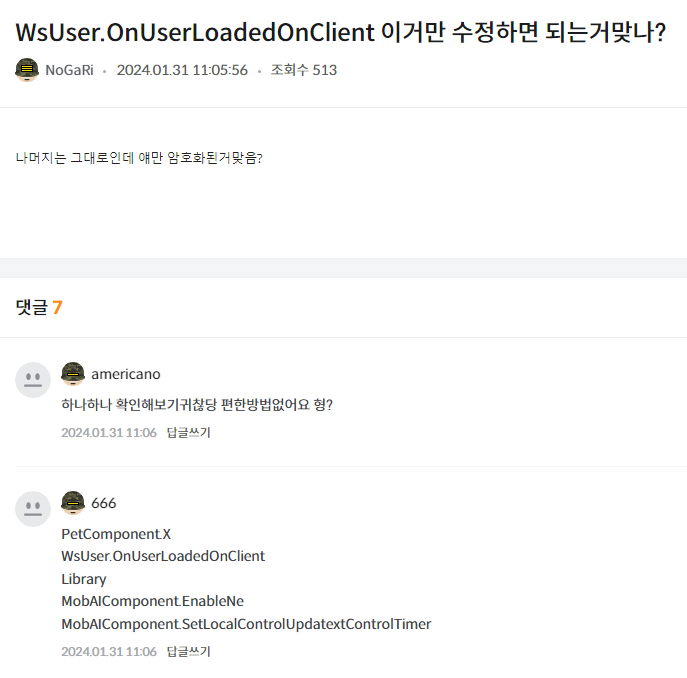 WsUser.OnUserLoadedOnClient 이거만 수정하면 되는거맞나?
NoGaRi • 2024.01.31 11:05:56 • 조회수 513
나머지는 그대로인데 얘만 암호화된거맞음?
댓글 7
americano
하나하나 확인해보기귀찮당 편한방법없어요 형?
2024.01.31 11:06 답글쓰기
666
PetComponent.X
WsUser.OnUserLoadedOnClient
Library
MobAIComponent.EnableNe
MobAIComponent.SetLocalControlUpdatextControlTimer
2024.01.31 11:06 답글쓰기